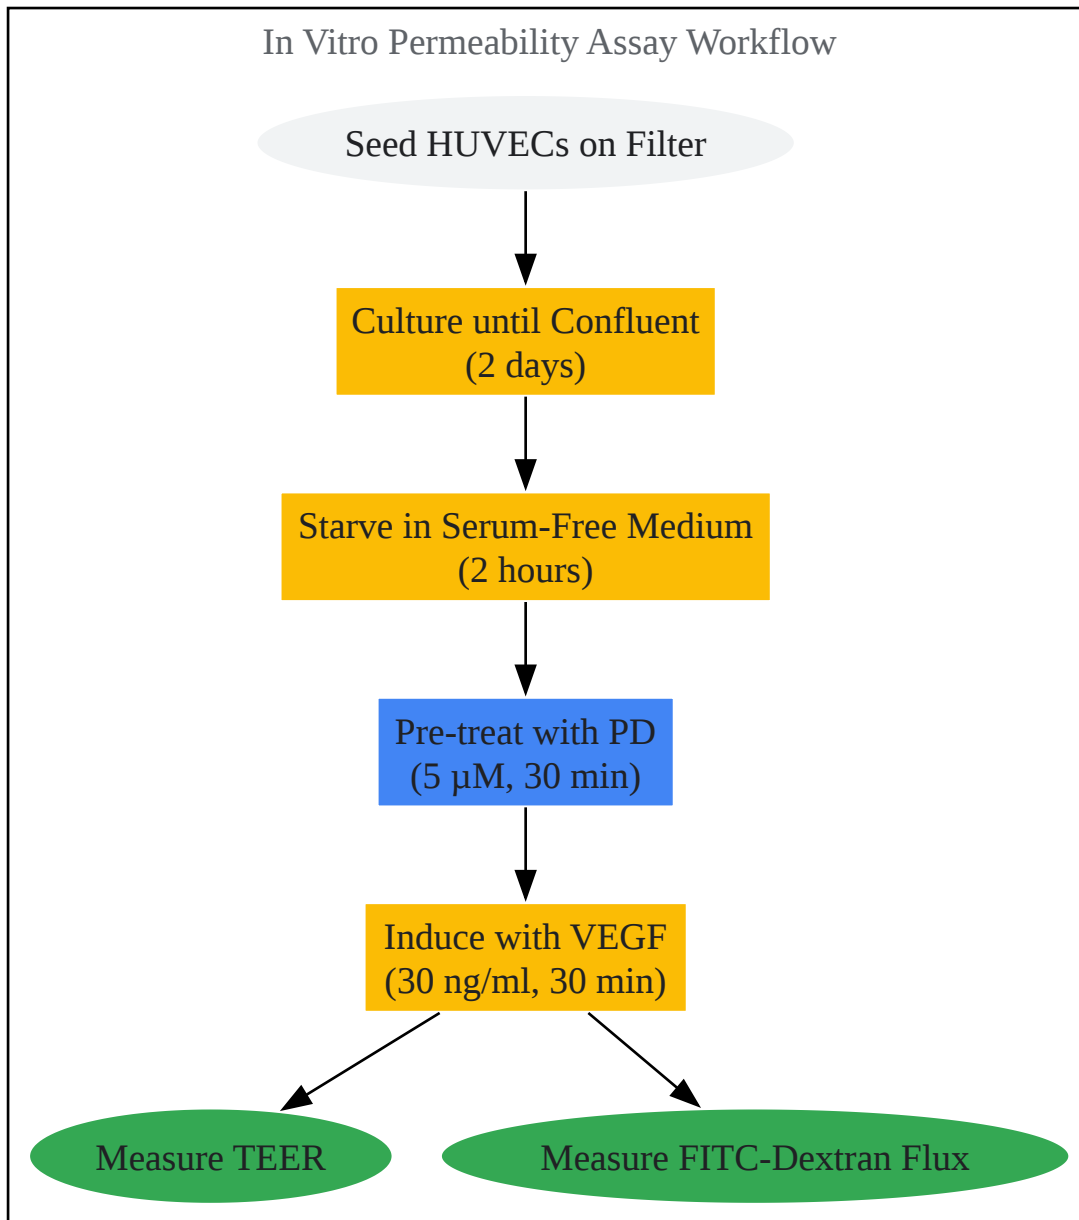 In Vitro Permeability Assay Workflow
Seed HUVECs on Filter
Culture until Confluent
(2 days)
Starve in Serum-Free Medium
(2 hours)
Pre-treat with PD
(5 µM, 30 min)
Induce with VEGF
(30 ng/ml, 30 min)
Measure TEER
Measure FITC-Dextran Flux